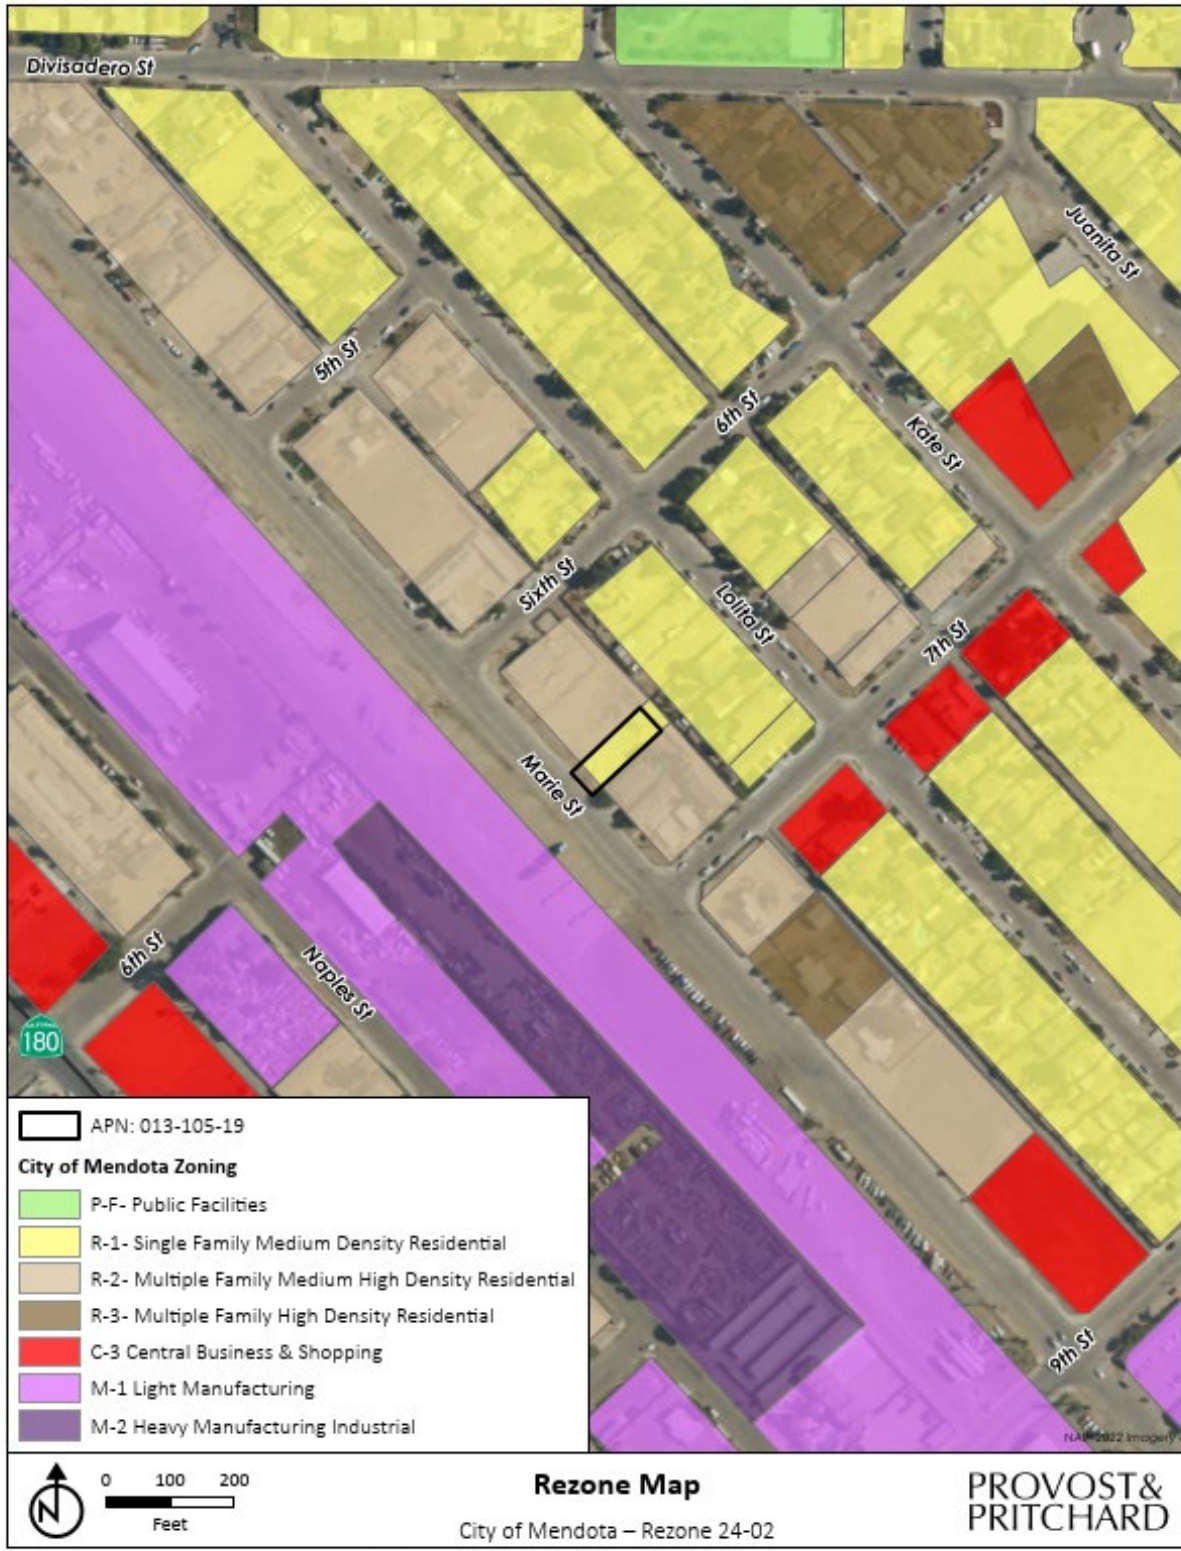 Divisadero St
Juanita St
5th St
6th St
Kate St
Sixth St
Lolita St
7th St
Marie St
6th St
Naples St
180
9th St
APN: 013-105-19
City of Mendota Zoning
P-F- Public Facilities
R-1- Single Family Medium Density Residential
R-2- Multiple Family Medium High Density Residential
R-3- Multiple Family High Density Residential
C-3 Central Business & Shopping
M-1 Light Manufacturing
M-2 Heavy Manufacturing Industrial
2022 Imagery
N
0 100 200
Feet
Rezone Map
City of Mendota – Rezone 24-02
PROVOST&
PRITCHARD